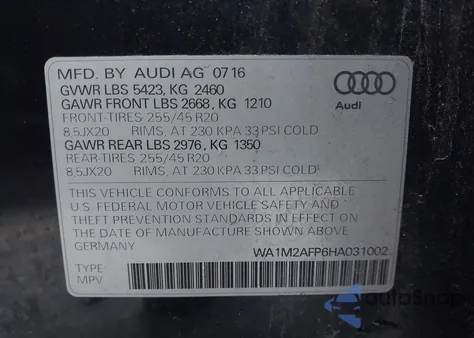 MFD. BY AUDI AG 07 16
GVWR LBS 5423, KG 2460
GAWR FRONT LBS 2668, KG 1210
FRONT-TIRES 255/45 R20
8,5JX20 RIMS, AT 230 KPA 33 PSI COLD
GAWR REAR LBS 2976, KG 1350
REAR-TIRES 255/45 R20
8,5JX20 RIMS, AT 230 KPA 33 PSI COLD
Audi
THIS VEHICLE CONFORMS TO ALL APPLICABLE
U.S. FEDERAL MOTOR VEHICLE SAFETY AND
THEFT PREVENTION STANDARDS IN EFFECT ON
THE DATE OF MANUFACTURE SHOWN ABOVE
GERMANY WA1M2AFP6HA031002
TYPE:
MPV
AutoSnap